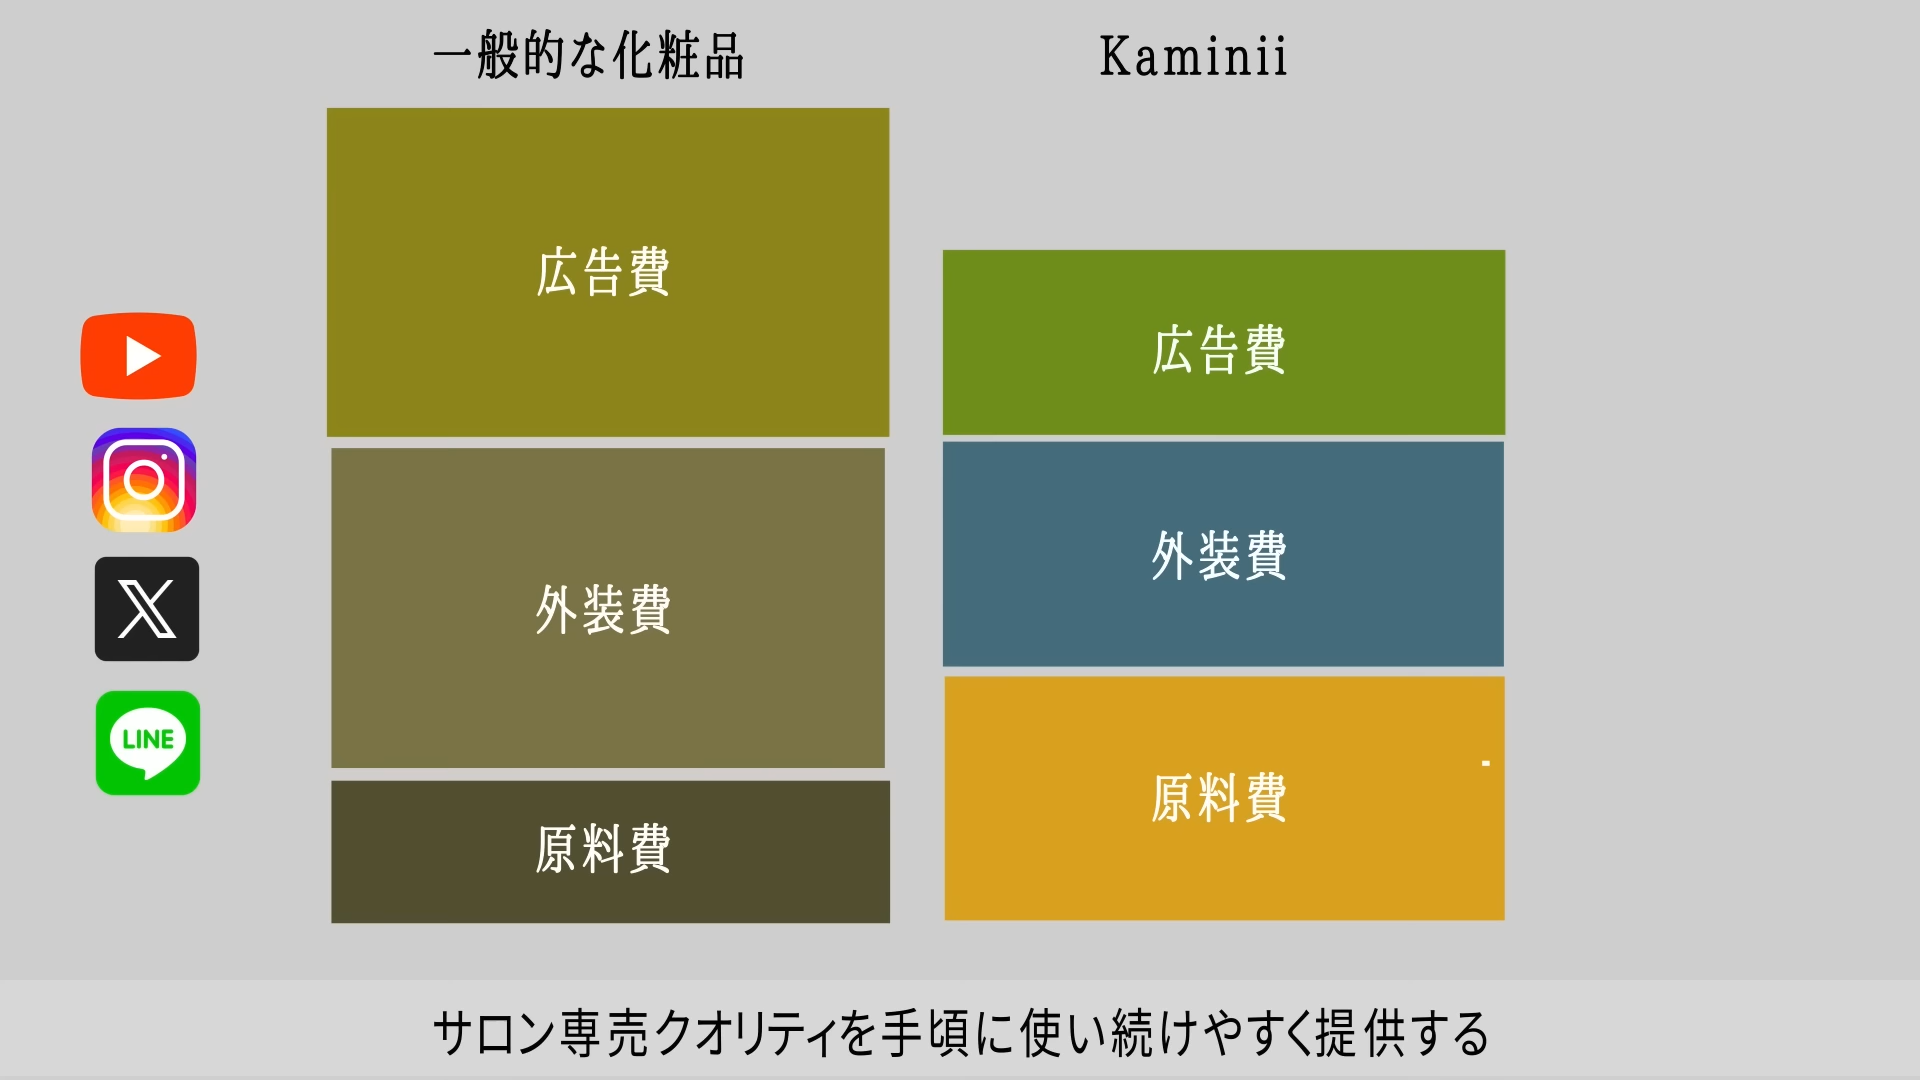 一般的な化粧品
Kaminii
広告費
広告費
外装費
外装費
原料費
原料費
LINE
サロン専売クオリティを手頃に使い続けやすく提供する